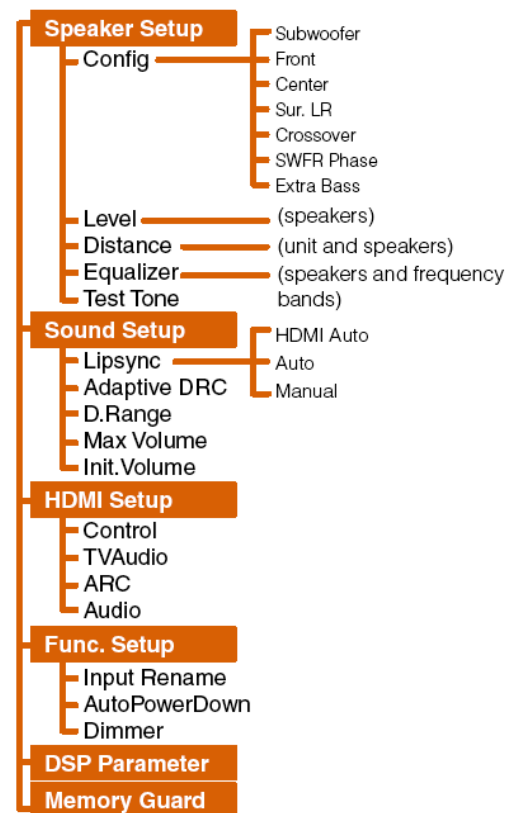 Speaker Setup
Config
Subwoofer
Front
Center
Sur. LR
Crossover
SWFR Phase
Extra Bass
Level
(speakers)
Distance
(unit and speakers)
Equalizer
(speakers and frequency
bands)
Test Tone
Sound Setup
Lipsync
HDMI Auto
Auto
Manual
Adaptive DRC
D.Range
Max Volume
Init.Volume
HDMI Setup
Control
TVAudio
ARC
Audio
Func. Setup
Input Rename
AutoPowerDown
Dimmer
DSP Parameter
Memory Guard